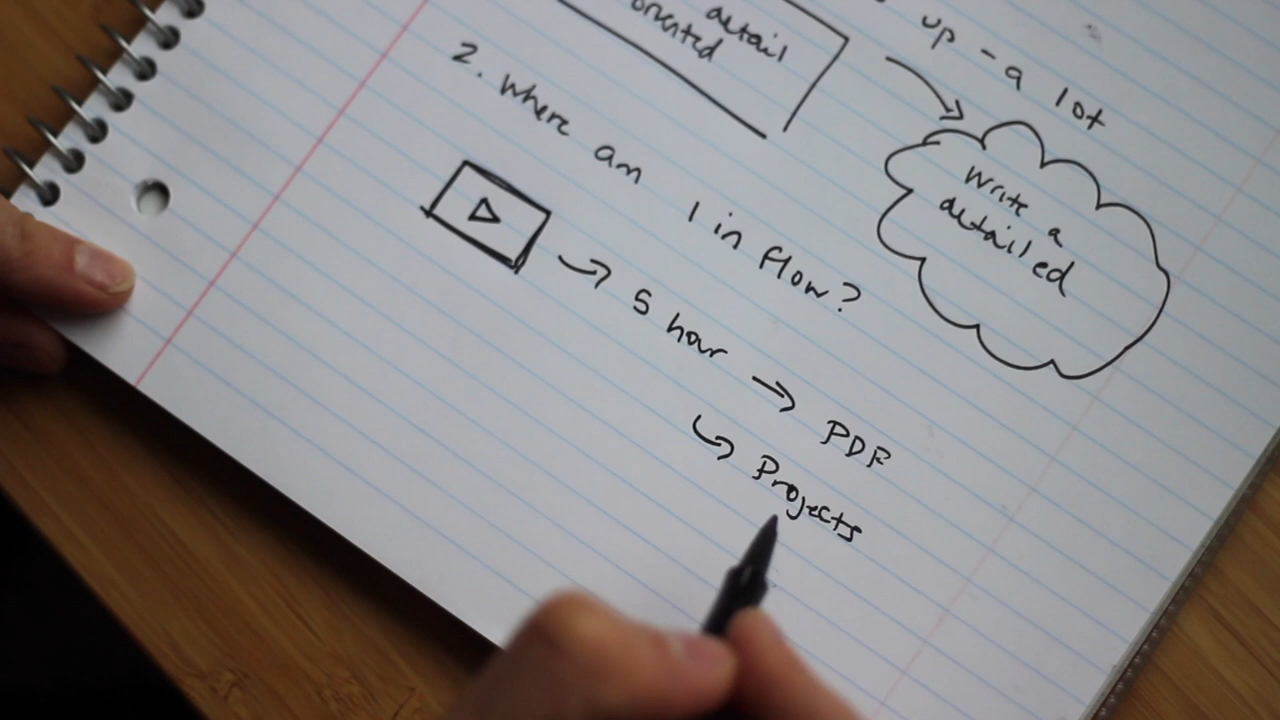 detail
oriented
up - a lot
2. Where am I in flow?
Write a
detailed
5 hour → PDF
↳ Projects